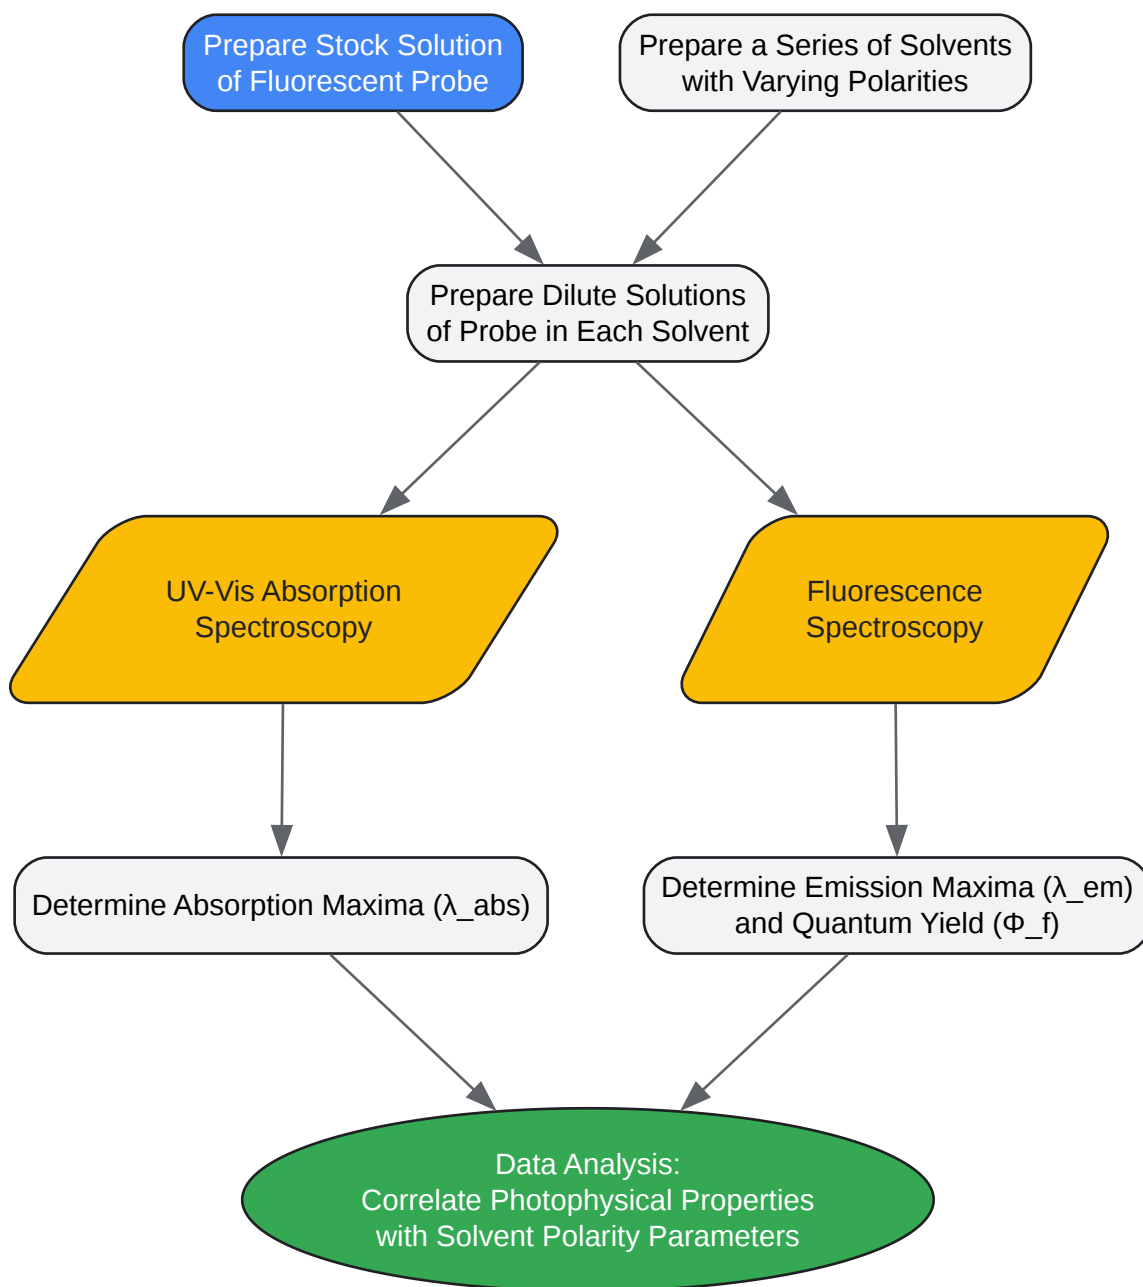 Prepare Stock Solution
of Fluorescent Probe
Prepare a Series of Solvents
with Varying Polarities
Prepare Dilute Solutions
of Probe in Each Solvent
UV-Vis Absorption
Spectroscopy
Fluorescence
Spectroscopy
Determine Absorption Maxima (λ_abs)
Determine Emission Maxima (λ_em)
and Quantum Yield (Φ_f)
Data Analysis:
Correlate Photophysical Properties
with Solvent Polarity Parameters